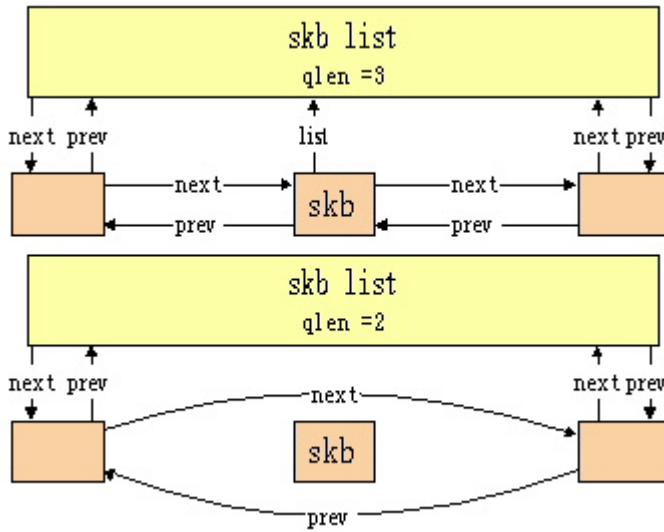 skb list
qlen =3
next prev list next prev
next next
skb
prev prev
skb list
qlen =2
next prev next prev
next
skb
prev